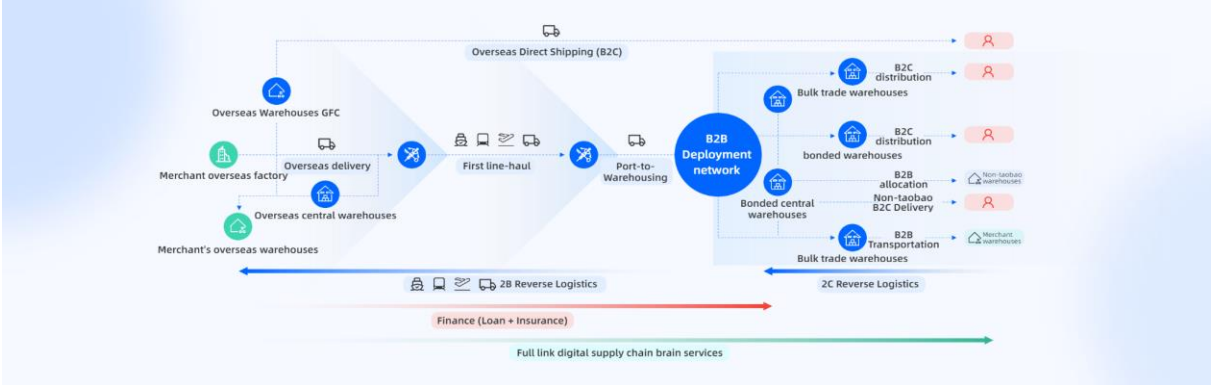 Overseas Direct Shipping (B2C)
B2C
distribution
Bulk trade warehouses
Overseas Warehouses GFC
B2B
Deployment
network
B2C
distribution
bonded warehouses
Overseas delivery
First line-haul
Port-to-
Warehousing
Merchant overseas factory
B2B
allocation
Non-taobao
warehouses
Non-taobao
B2C Delivery
Bonded central
warehouses
Overseas central warehouses
B2B
Transportation
Merchant
warehouses
Merchant's overseas warehouses
Bulk trade warehouses
2B Reverse Logistics
2C Reverse Logistics
Finance (Loan + Insurance)
Full link digital supply chain brain services